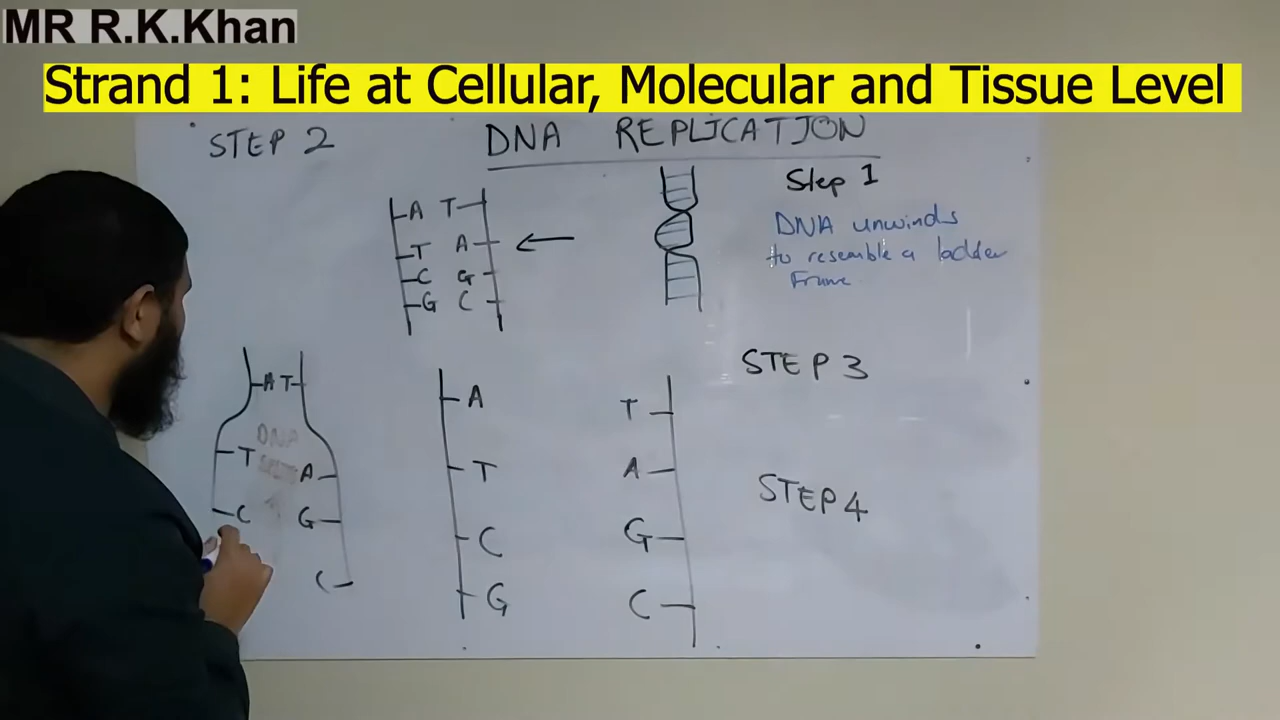 MR R.K.Khan
Strand 1: Life at Cellular, Molecular and Tissue Level
STEP 2
DNA REPLICATION
Step 1
DNA unwinds
to resemble a ladder
Frame
A T
T A
C G
G C
STEP 3
STEP 4
A T
T A
C G
C
DNA
A T
T A
C G
G C